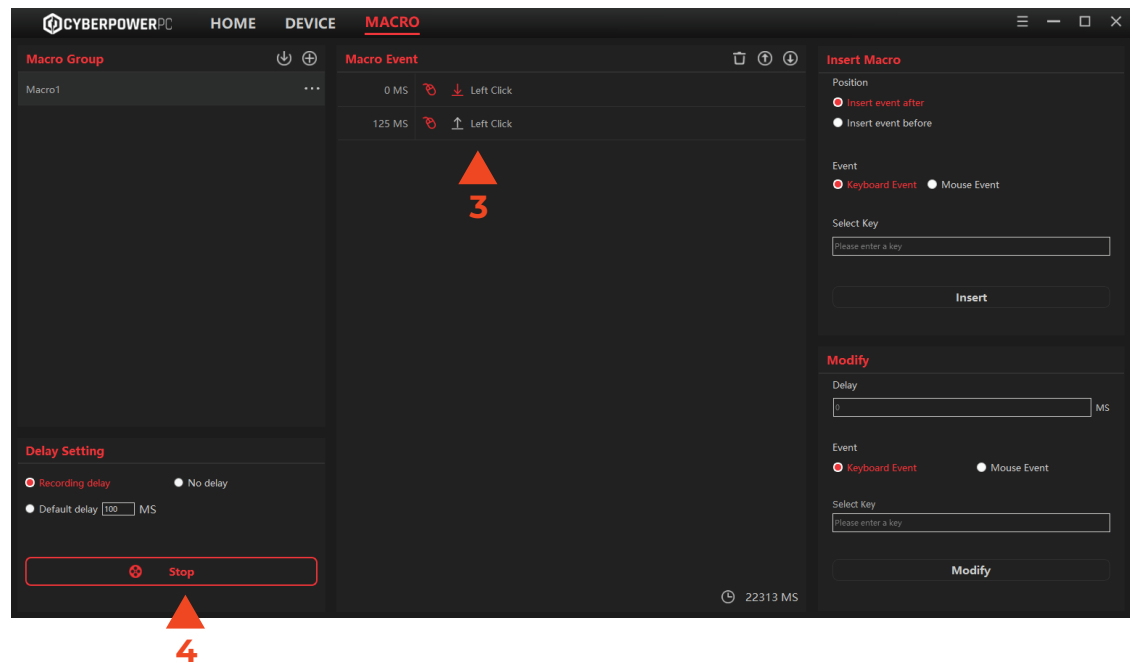 CYBERPOWERPC HOME DEVICE MACRO
Macro Group
Macro1
Delay Setting
Recording delay No delay
Default delay 100 MS
Stop
4
Macro Event
0 MS Left Click
125 MS Left Click
3
22313 MS
Insert Macro
Position
Insert event after
Insert event before
Event
Keyboard Event Mouse Event
Select Key
Please enter a key
Insert
Modify
Delay
0 MS
Event
Keyboard Event Mouse Event
Select Key
Please enter a key
Modify